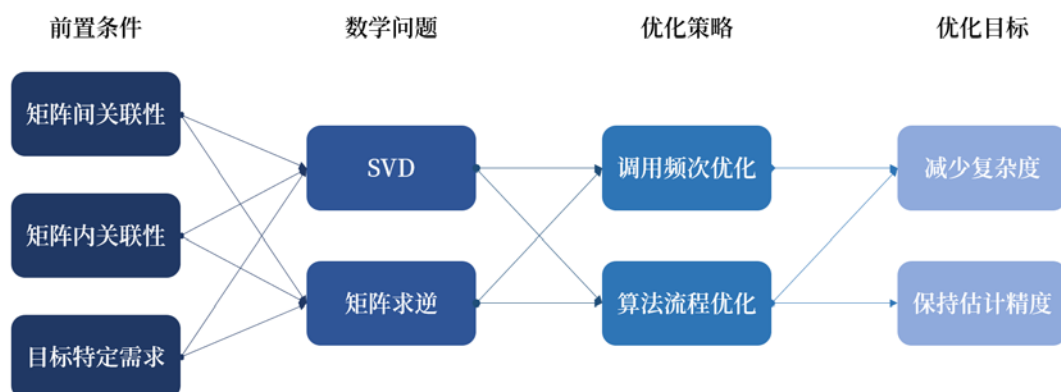 前置条件
数学问题
优化策略
优化目标
矩阵间关联性
矩阵内关联性
目标特定需求
SVD
矩阵求逆
调用频次优化
算法流程优化
减少复杂度
保持估计精度